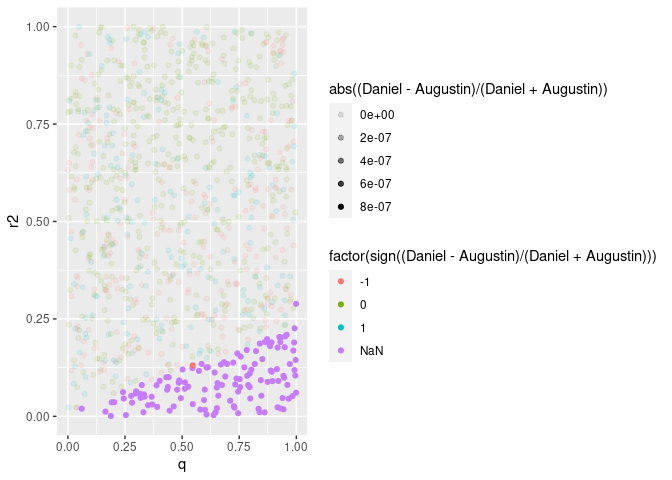 1.00
0.75
0.50
0.25
0.00
r2
0.00
0.25
0.50
0.75
1.00
q
abs((Daniel - Augustin)/(Daniel + Augustin))
0e+00
2e-07
4e-07
6e-07
8e-07
factor(sign((Daniel - Augustin)/(Daniel + Augustin)))
-1
0
1
NaN